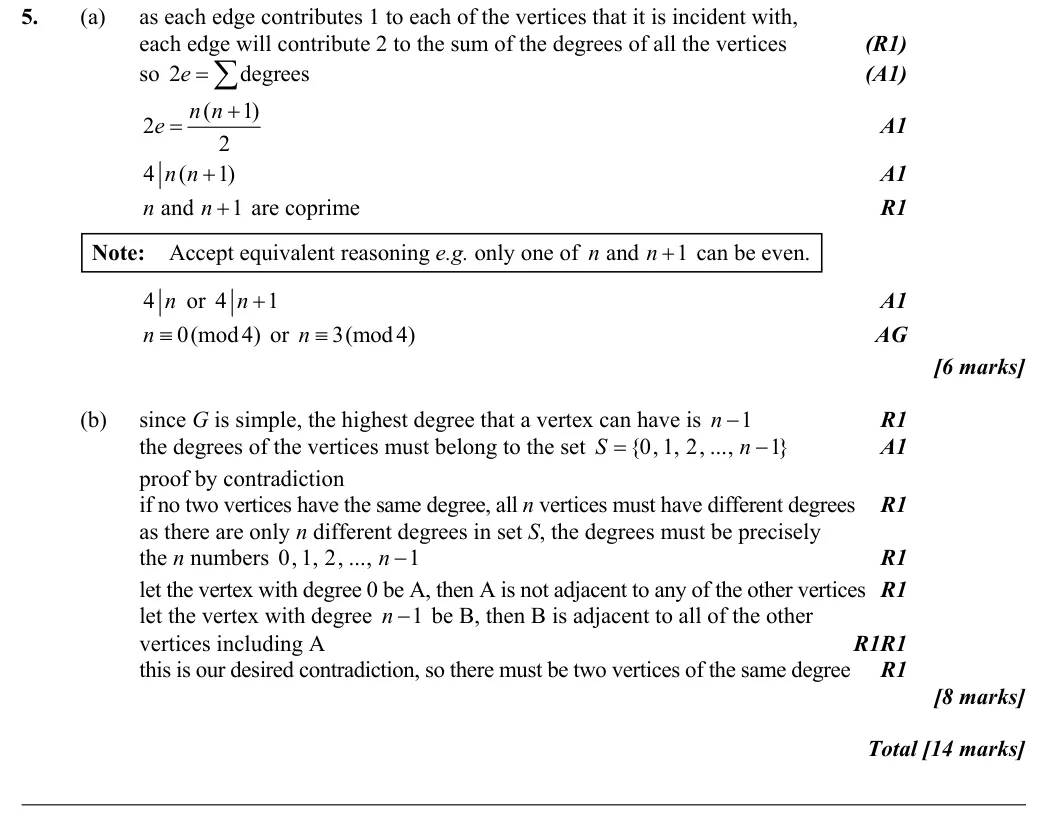 5. (a) as each edge contributes 1 to each of the vertices that it is incident with,
each edge will contribute 2 to the sum of the degrees of all the vertices (R1)
so 2e = ∑degrees (A1)
2e = n(n+1)/2 A1
4|n(n+1) A1
n and n+1 are coprime R1
Note: Accept equivalent reasoning e.g. only one of n and n+1 can be even.
4|n or 4|n+1 A1
n ≡ 0(mod 4) or n ≡ 3(mod 4) AG
[6 marks]
(b) since G is simple, the highest degree that a vertex can have is n−1 R1
the degrees of the vertices must belong to the set S = {0, 1, 2, ..., n−1} A1
proof by contradiction
if no two vertices have the same degree, all n vertices must have different degrees R1
as there are only n different degrees in set S, the degrees must be precisely
the n numbers 0, 1, 2, ..., n−1 R1
let the vertex with degree 0 be A, then A is not adjacent to any of the other vertices R1
let the vertex with degree n−1 be B, then B is adjacent to all of the other
vertices including A R1R1
this is our desired contradiction, so there must be two vertices of the same degree R1
[8 marks]
Total [14 marks]